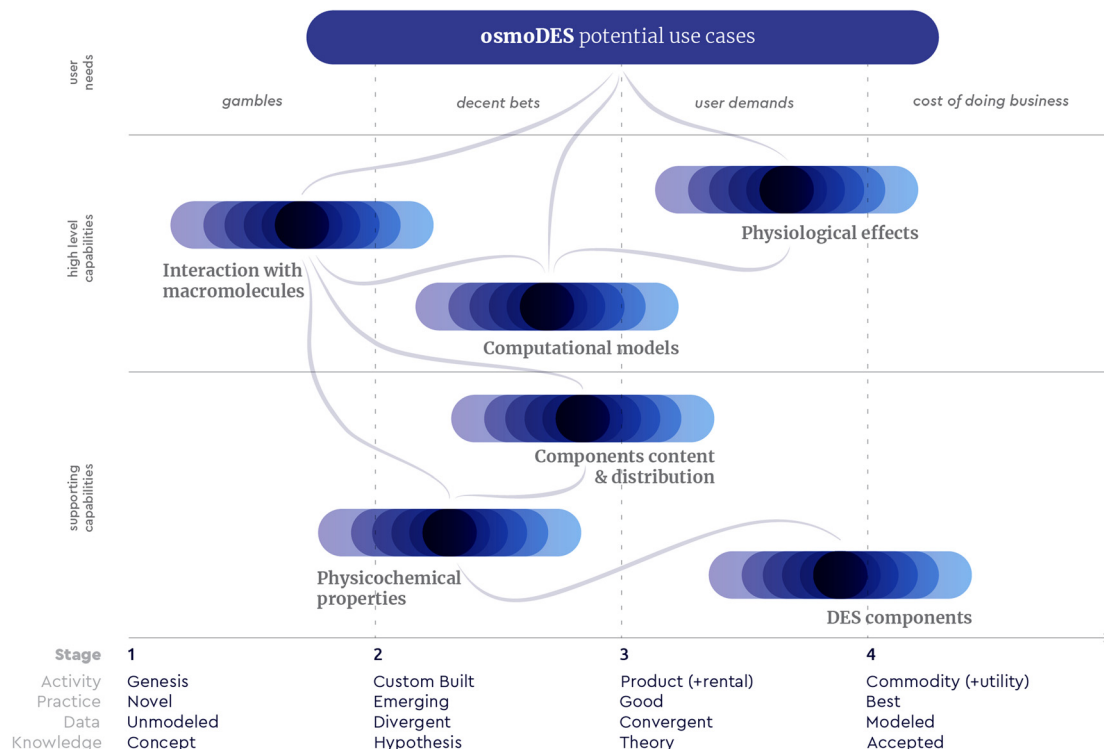 osmoDES potential use cases
user
needs
gambles
decent bets
user demands
cost of doing business
high level
capabilities
Physiological effects
Interaction with
macromolecules
Computational models
supporting
capabilities
Components content
& distribution
Physicochemical
properties
DES components
Stage 1 2 3 4
Activity Genesis Custom Built Product (+rental) Commodity (+utility)
Practice Novel Emerging Good Best
Data Unmodeled Divergent Convergent Modeled
Knowledge Concept Hypothesis Theory Accepted